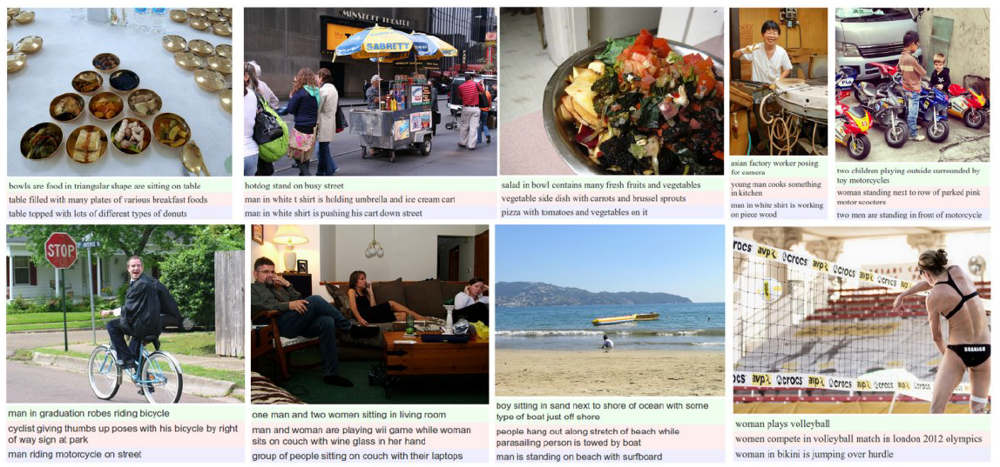 MINSKOFF THEATRE
SABRETT
bowls are food in triangular shape are sitting on table
table filled with many plates of various breakfast foods
table topped with lots of different types of donuts
hotdog stand on busy street
man in white t shirt is holding umbrella and ice cream cart
man in white shirt is pushing his cart down street
salad in bowl contains many fresh fruits and vegetables
vegetable side dish with carrots and brussel sprouts
pizza with tomatoes and vegetables on it
asian factory worker posing
for camera
young man cooks something
in kitchen
man in white shirt is working
on piece wood
two children playing outside surrounded by
toy motorcycles
woman standing next to row of parked pink
motor scooters
two men are standing in front of motorcycle
STOP
man in graduation robes riding bicycle
cyclist giving thumbs up poses with his bicycle by right
of way sign at park
man riding motorcycle on street
one man and two women sitting in living room
man and woman are playing wii game while woman
sits on couch with wine glass in her hand
group of people sitting on couch with their laptops
boy sitting in sand next to shore of ocean with some
type of boat just off shore
people hang out along stretch of beach while
parasailing person is towed by boat
man is standing on beach with surfboard
rocs avp crocs avp crocs avp crocs
BRANAGH
ocs avp crocs avp crocs avp crocs
woman plays volleyball
women compete in volleyball match in london 2012 olympics
woman in bikini is jumping over hurdle